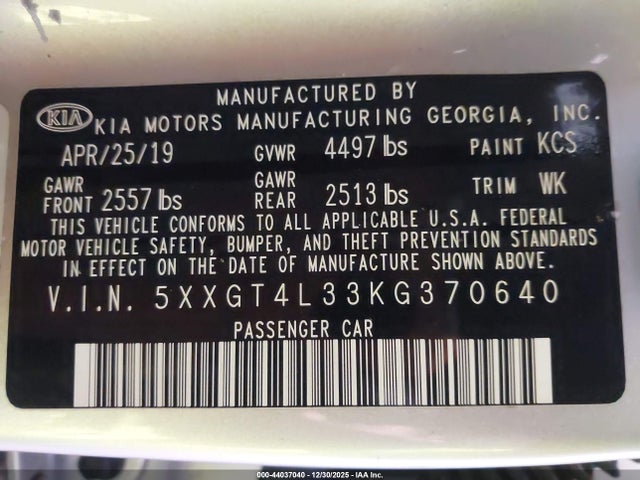 MANUFACTURED BY
KIA KIA MOTORS MANUFACTURING GEORGIA, INC.
APR/25/19 GVWR 4497 lbs PAINT KCS
GAWR FRONT 2557 lbs GAWR REAR 2513 lbs TRIM WK
THIS VEHICLE CONFORMS TO ALL APPLICABLE U.S.A. FEDERAL
MOTOR VEHICLE SAFETY, BUMPER, AND THEFT PREVENTION STANDARDS
IN EFFECT ON THE DATE OF MANUFACTURE SHOWN ABOVE.
V.I.N. 5XXGT4L33KG370640
PASSENGER CAR
000-44037040 - 12/30/2025 - IAA Inc.